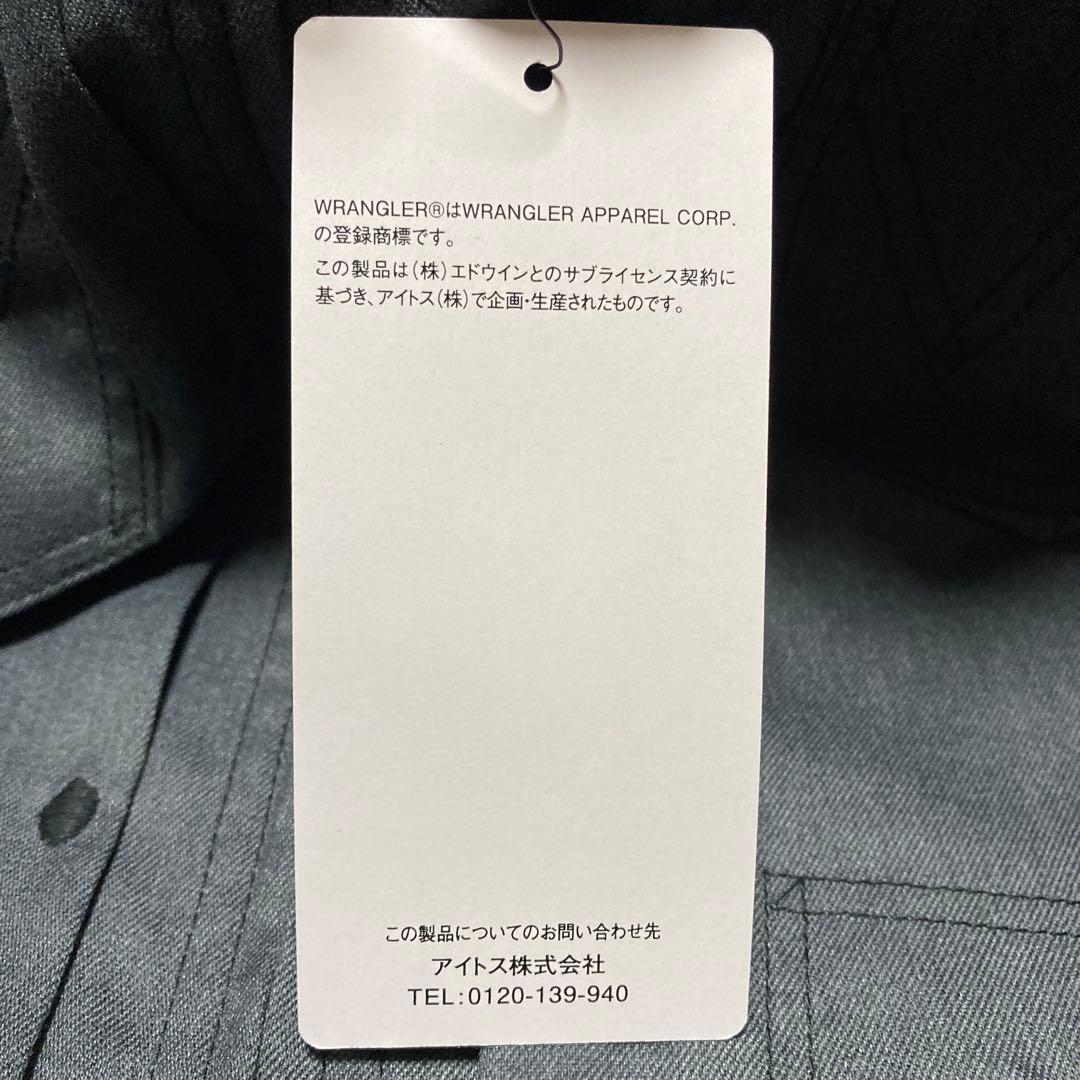 WRANGLER®はWRANGLER APPAREL CORP.
の登録商標です。
この製品は(株)エドウインとのサブライセンス契約に
基づき、アイトス(株)で企画・生産されたものです。
この製品についてのお問い合わせ先
アイトス株式会社
TEL:0120-139-940